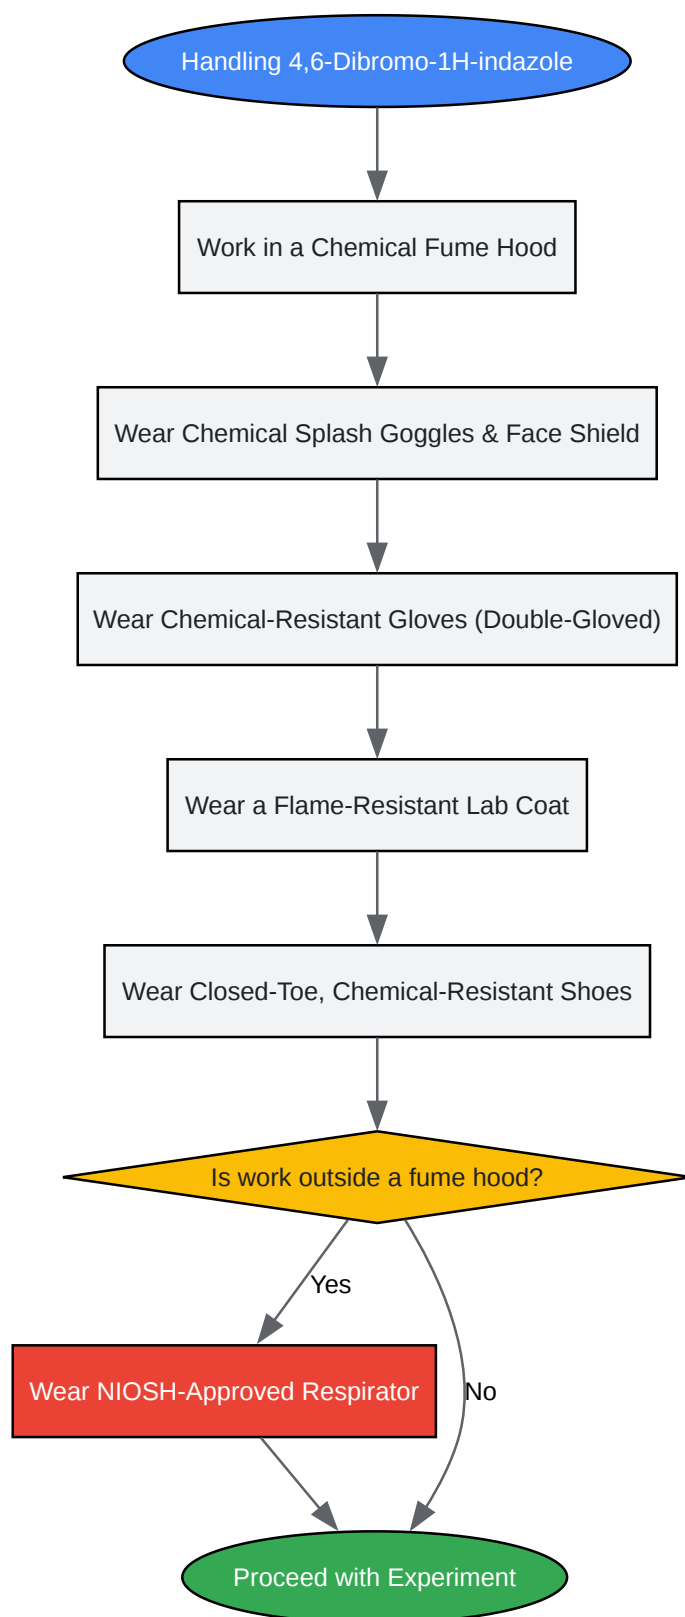 Handling 4,6-Dibromo-1H-indazole
Work in a Chemical Fume Hood
Wear Chemical Splash Goggles & Face Shield
Wear Chemical-Resistant Gloves (Double-Gloved)
Wear a Flame-Resistant Lab Coat
Wear Closed-Toe, Chemical-Resistant Shoes
Is work outside a fume hood?
Yes
Wear NIOSH-Approved Respirator
No
Proceed with Experiment